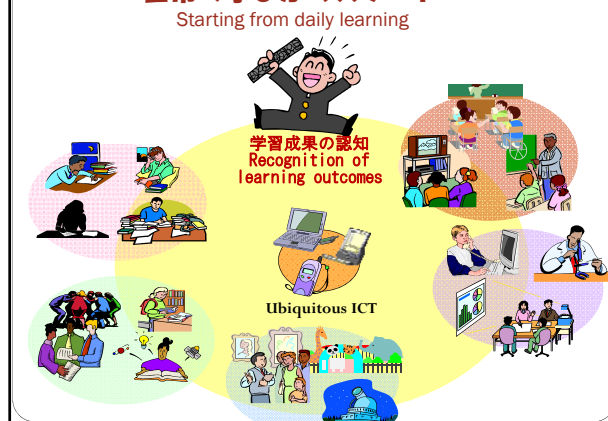 Starting from daily learning
学習成果の認知
Recognition of
learning outcomes
Ubiquitous ICT